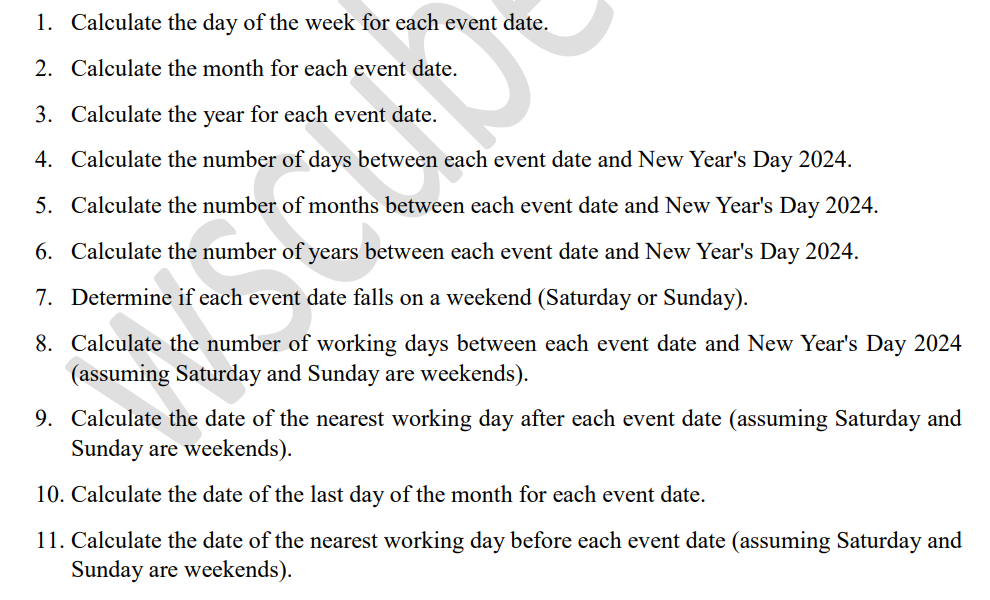 1. Calculate the day of the week for each event date.
2. Calculate the month for each event date.
3. Calculate the year for each event date.
4. Calculate the number of days between each event date and New Year's Day 2024.
5. Calculate the number of months between each event date and New Year's Day 2024.
6. Calculate the number of years between each event date and New Year's Day 2024.
7. Determine if each event date falls on a weekend (Saturday or Sunday).
8. Calculate the number of working days between each event date and New Year's Day 2024
(assuming Saturday and Sunday are weekends).
9. Calculate the date of the nearest working day after each event date (assuming Saturday and
Sunday are weekends).
10. Calculate the date of the last day of the month for each event date.
11. Calculate the date of the nearest working day before each event date (assuming Saturday and
Sunday are weekends).
wscube